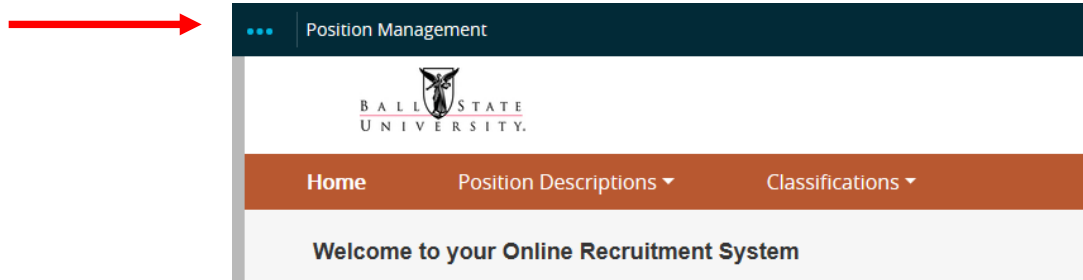 Position Management
BALL STATE
UNIVERSITY.
Home Position Descriptions Classifications
Welcome to your Online Recruitment System